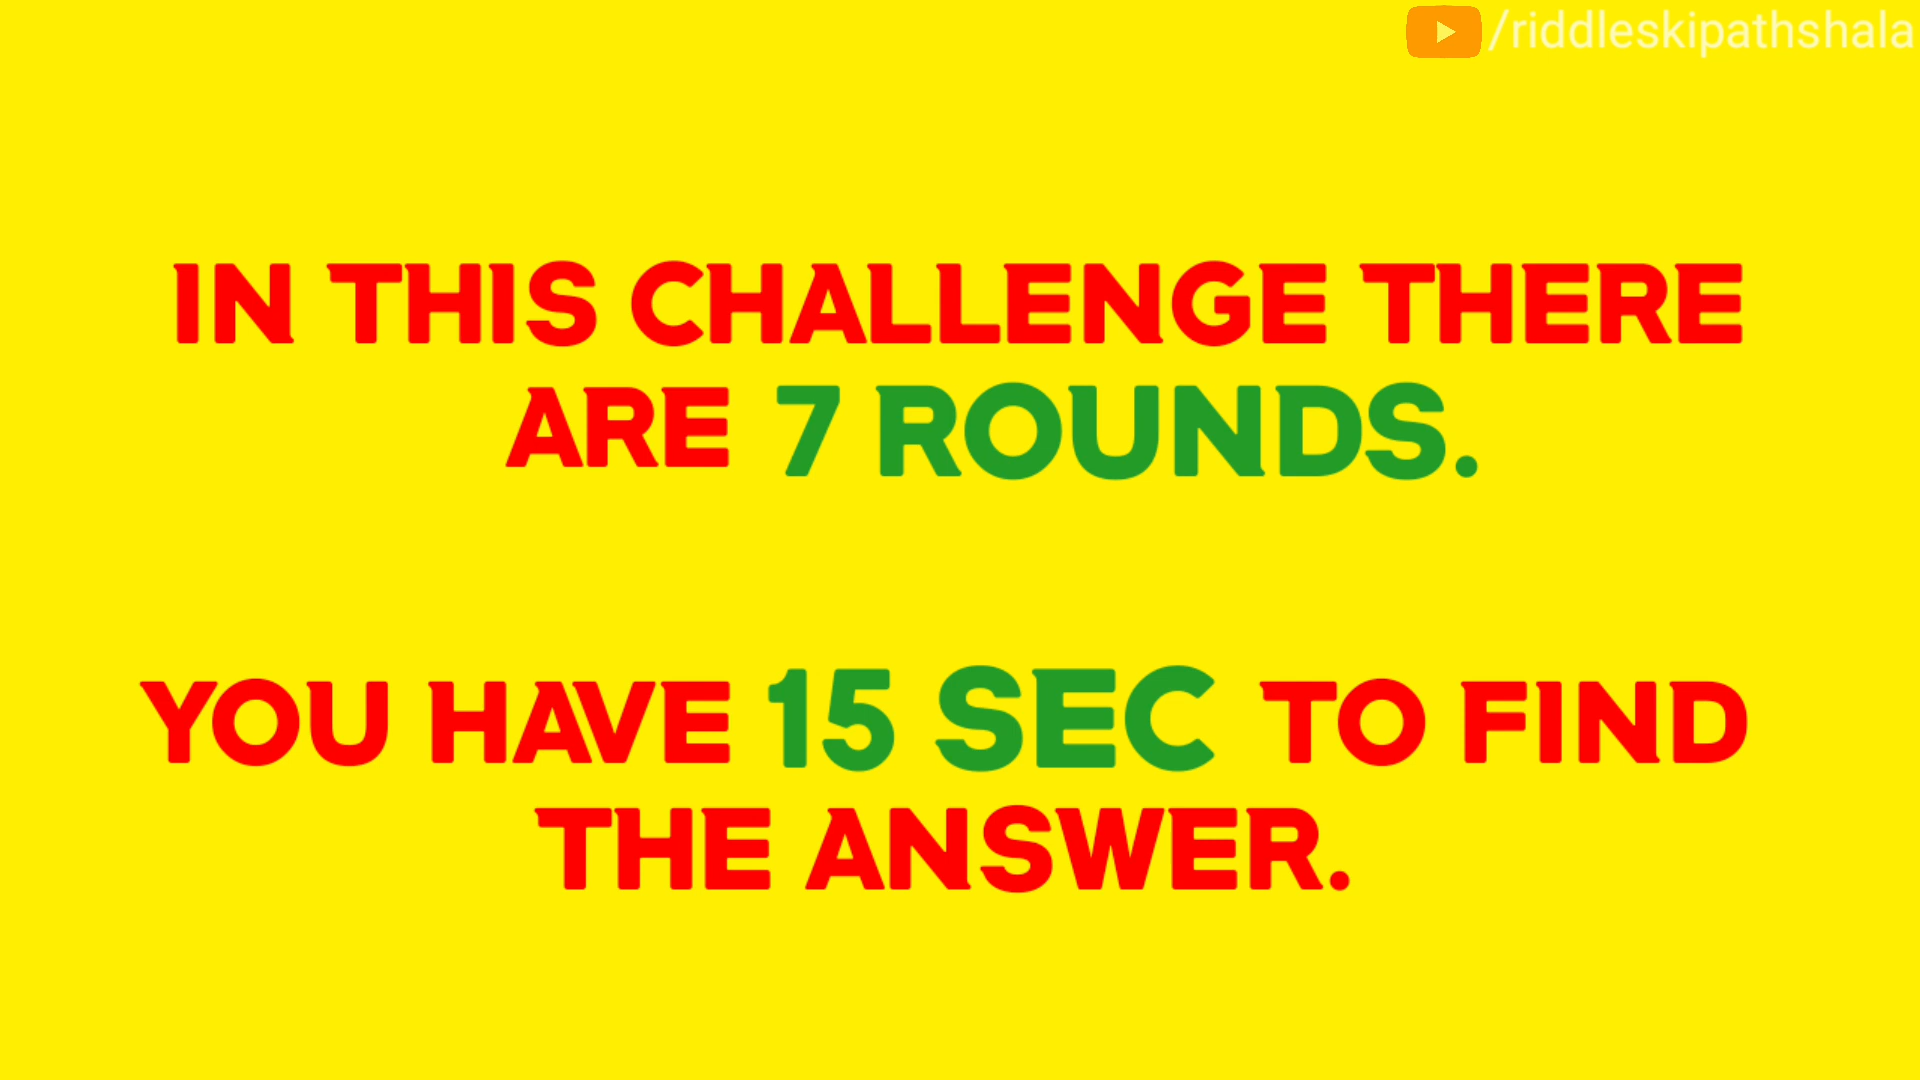 /riddleskipathshala
IN THIS CHALLENGE THERE
ARE 7 ROUNDS.
YOU HAVE 15 SEC TO FIND
THE ANSWER.